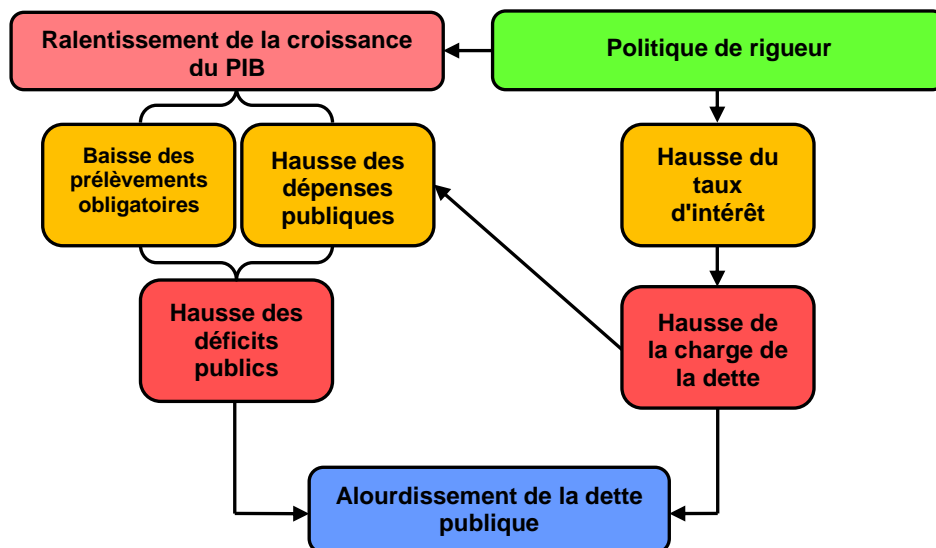 Ralentissement de la croissance
du PIB
Politique de rigueur
Baisse des
prélèvements
obligatoires
Hausse des
dépenses
publiques
Hausse du
taux
d'intérêt
Hausse des
déficits
publics
Hausse de
la charge de
la dette
Alourdissement de la dette
publique